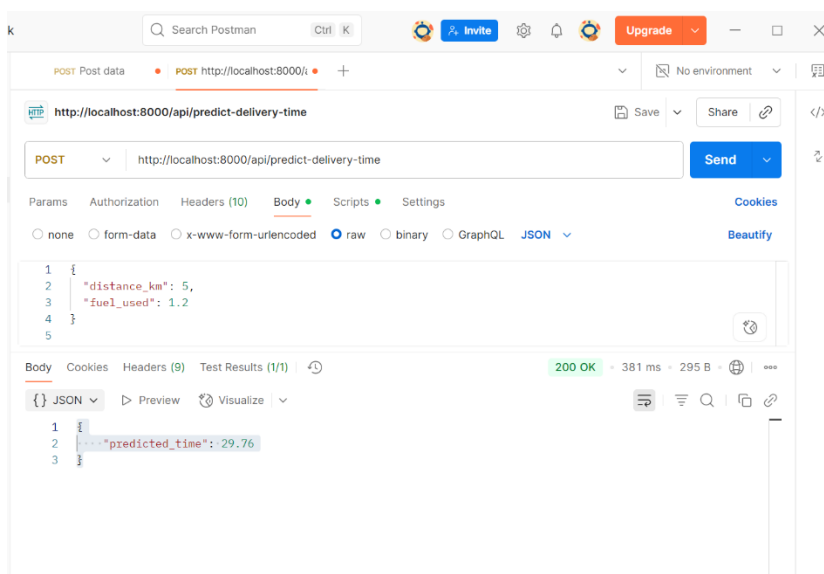 k
Search Postman Ctrl K Invite Upgrade
POST Post data POST http://localhost:8000/ No environment
HTTP http://localhost:8000/api/predict-delivery-time Save Share
POST http://localhost:8000/api/predict-delivery-time Send
Params Authorization Headers (10) Body Scripts Settings Cookies
none form-data x-www-form-urlencoded raw binary GraphQL JSON Beautify
1 {
2 "distance_km": 5,
3 "fuel_used": 1.2
4 }
5
Body Cookies Headers (9) Test Results (1/1) 200 OK 381 ms 295 B
{} JSON Preview Visualize
1 {
2 "predicted_time": 29.76
3 }